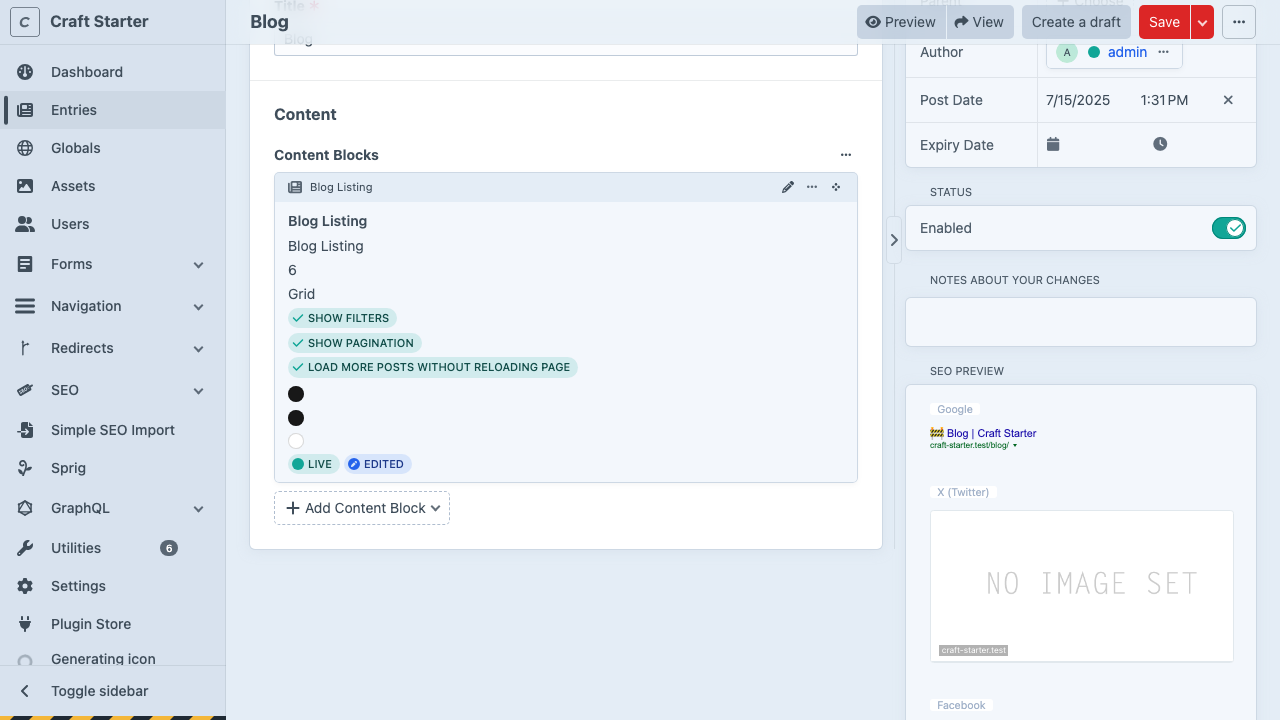 C
Craft Starter
Dashboard
Entries
Globals
Assets
Users
Forms
Navigation
Redirects
SEO
Simple SEO Import
Sprig
GraphQL
Utilities
6
Settings
Plugin Store
Generating icon
Toggle sidebar
Title *
Blog
Preview
View
Create a draft
Save
Blog
Content
Content Blocks
Blog Listing
Blog Listing
Blog Listing
6
Grid
SHOW FILTERS
SHOW PAGINATION
LOAD MORE POSTS WITHOUT RELOADING PAGE
LIVE
EDITED
Add Content Block
Parent
Choose
Author
A
admin
Post Date
7/15/2025
1:31 PM
Expiry Date
STATUS
Enabled
NOTES ABOUT YOUR CHANGES
SEO PREVIEW
Google
🚧 Blog | Craft Starter
craft-starter.test/blog/
X (Twitter)
NO IMAGE SET
craft-starter.test
Facebook